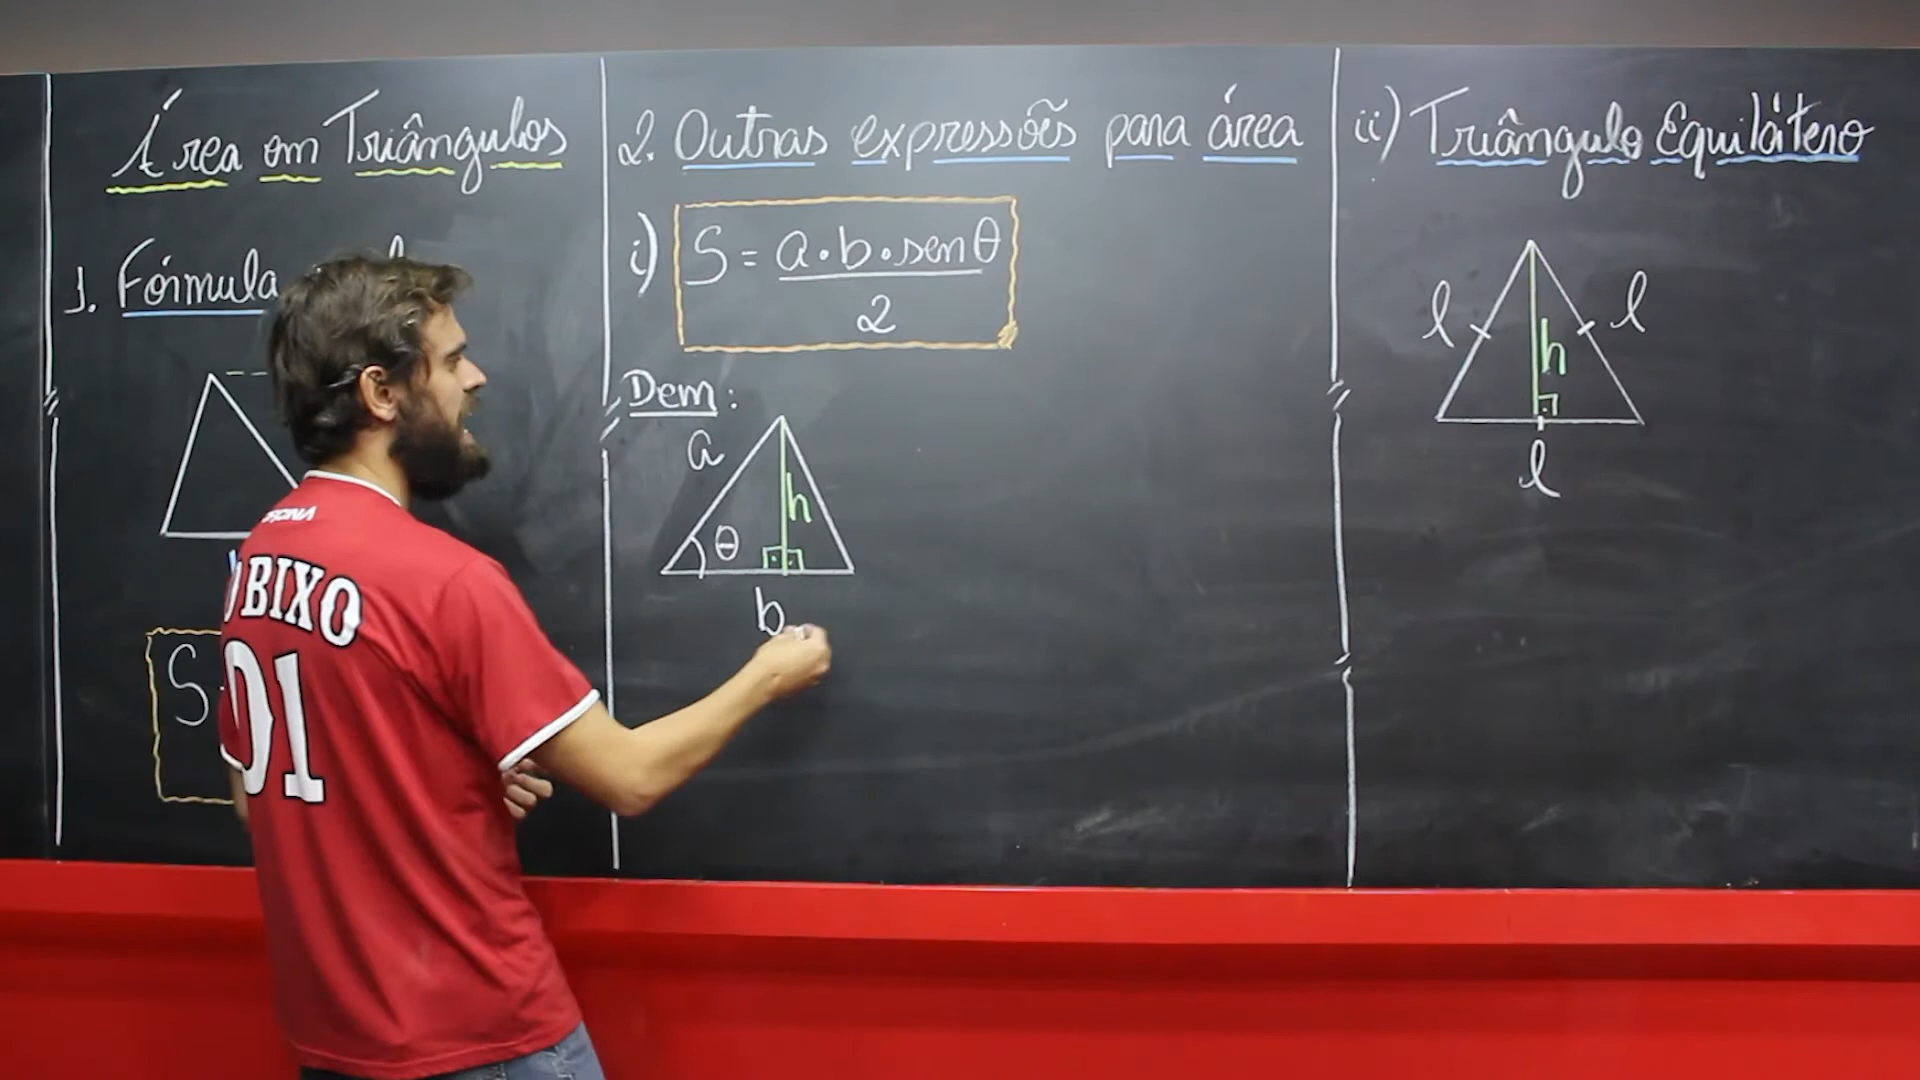 Área em Triângulos
1. Fórmula
S
2. Outras expressões para área
i) S = a·b·senθ
2
Dem:
a
h
θ
b
ii) Triângulo Equilátero
l
l
h
l
BIXO
01